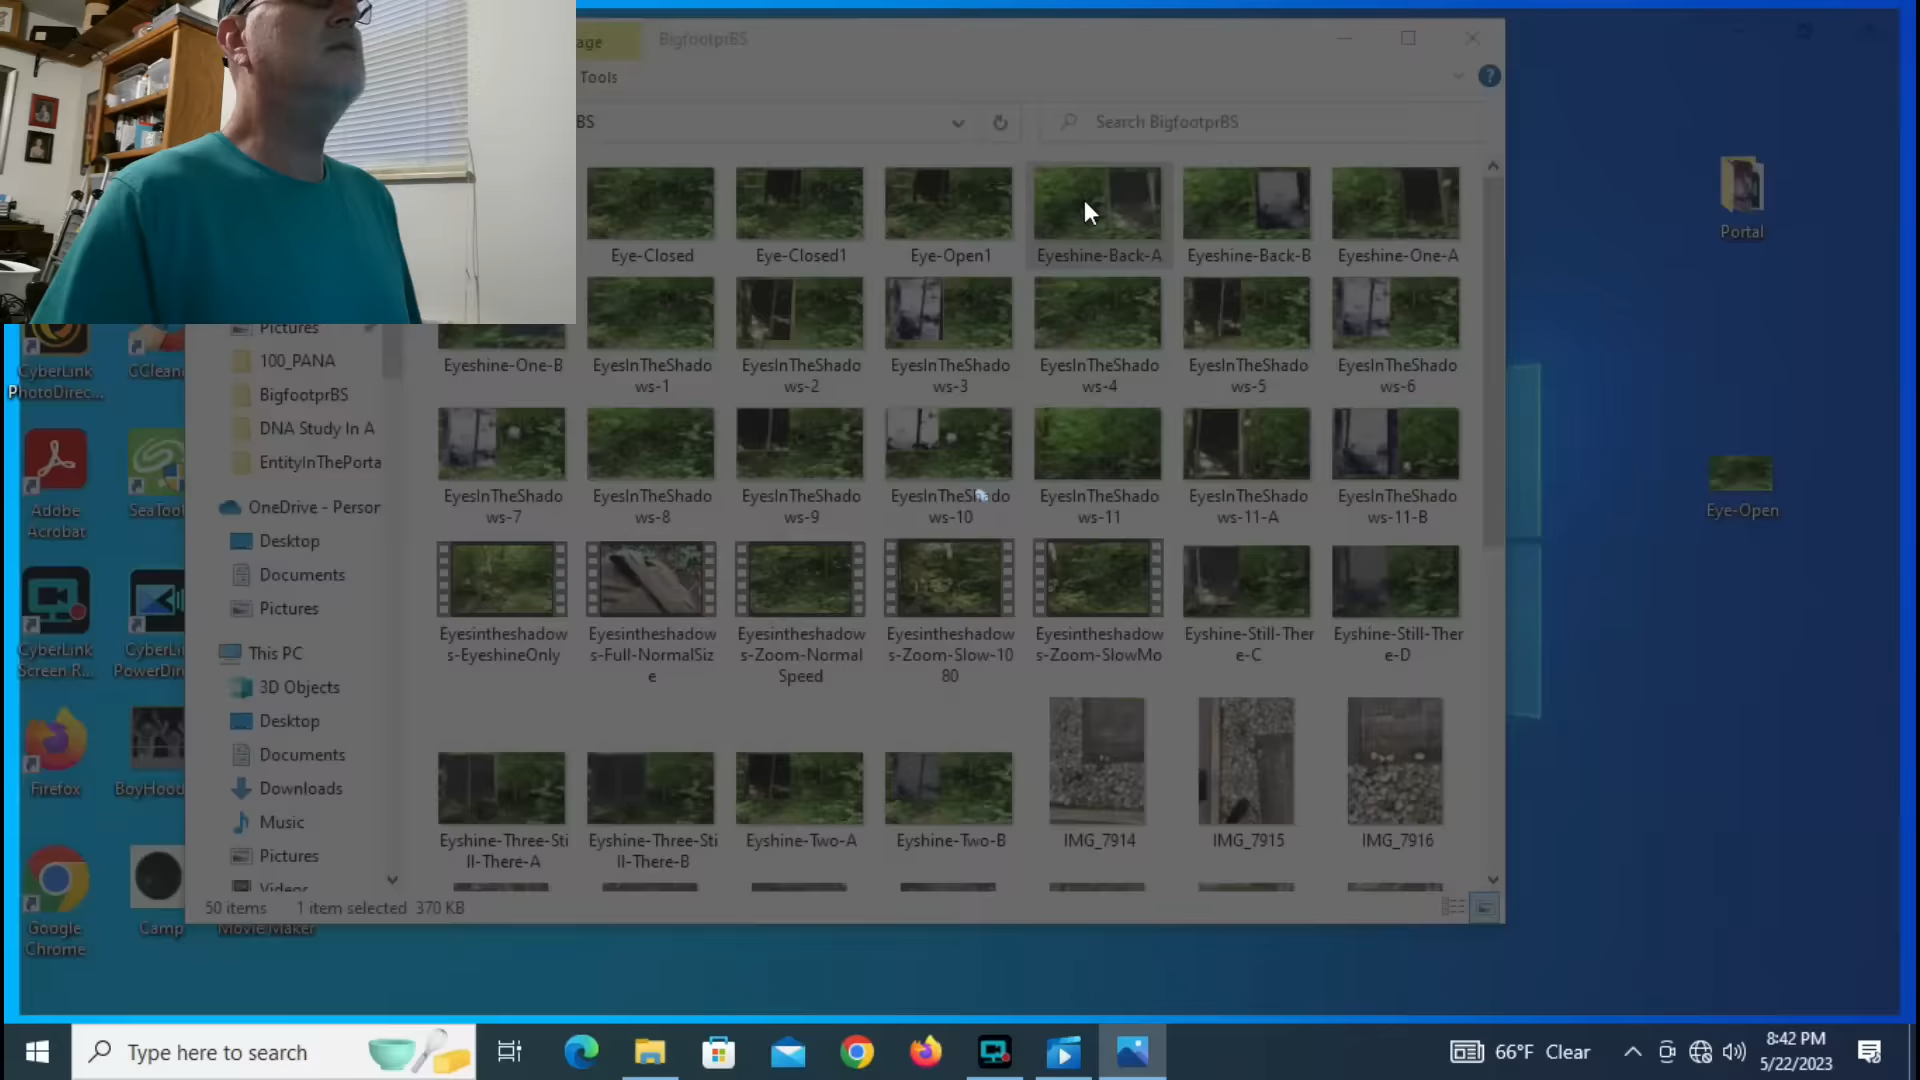 age
BigfootprBS
Tools
BS
Search BigfootprBS
Portal
Eye-Closed
Eye-Closed1
Eye-Open1
Eyeshine-Back-A
Eyeshine-Back-B
Eyeshine-One-A
Pictures
100_PANA
BigfootprBS
DNA Study In A
EntityInThePorta
OneDrive - Person
Desktop
Documents
Pictures
This PC
3D Objects
Desktop
Documents
Downloads
Music
Pictures
Videos
Eyeshine-One-B
EyesInTheShado
ws-1
EyesInTheShado
ws-2
EyesInTheShado
ws-3
EyesInTheShado
ws-4
EyesInTheShado
ws-5
EyesInTheShado
ws-6
EyesInTheShado
ws-7
EyesInTheShado
ws-8
EyesInTheShado
ws-9
EyesInTheShado
ws-10
EyesInTheShado
ws-11
EyesInTheShado
ws-11-A
EyesInTheShado
ws-11-B
Eyesintheshadow
s-EyeshineOnly
Eyesintheshadow
s-Full-NormalSiz
e
Eyesintheshadow
s-Zoom-Normal
Speed
Eyesintheshadow
s-Zoom-Slow-10
80
Eyesintheshadow
s-Zoom-SlowMo
Eyshine-Still-Ther
e-C
Eyshine-Still-Ther
e-D
Eyshine-Three-Sti
ll-There-A
Eyshine-Three-Sti
ll-There-B
Eyshine-Two-A
Eyshine-Two-B
IMG_7914
IMG_7915
IMG_7916
50 items 1 item selected 370 KB
Eye-Open
CyberLink
PhotoDirec...
CClean
Adobe
Acrobat
SeaTool
CyberLink
Screen R...
CyberLi
PowerDir
Firefox
BoyHood
Google
Chrome
Camp
Movie Maker
Type here to search
66°F Clear
8:42 PM
5/22/2023